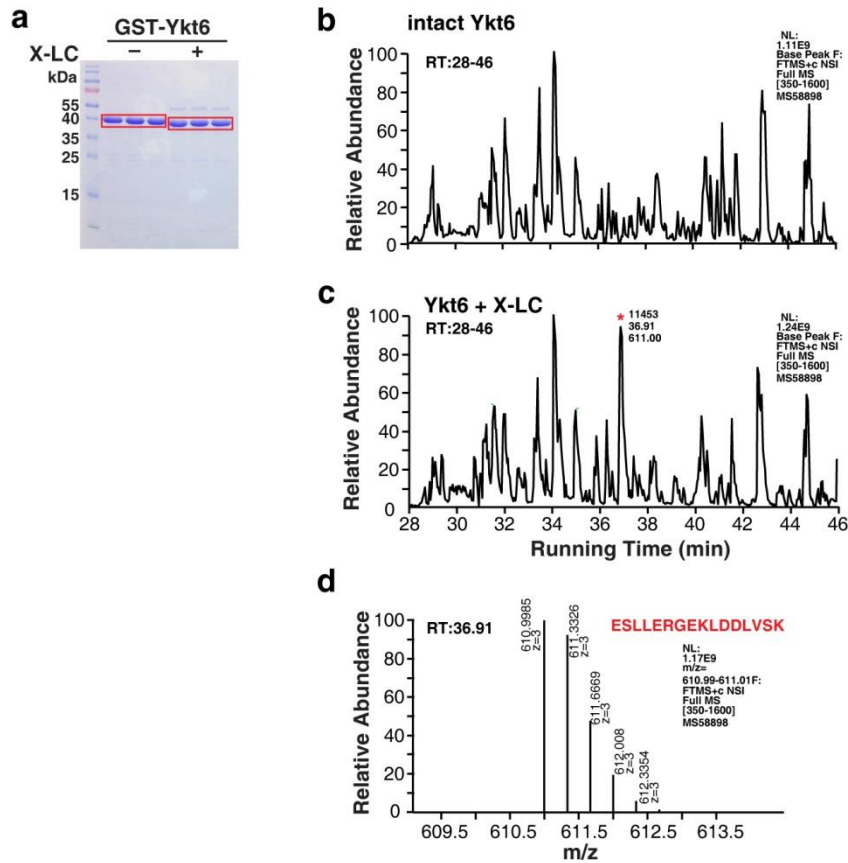 a
GST-Ykt6
X-LC − +
kDa
55
40
35
25
15
b
intact Ykt6
RT:28-46
NL:
1.11E9
Base Peak F:
FTMS+c NSI
Full MS
[350-1600]
MS58898
Relative Abundance
100
80
60
40
20
0
c
Ykt6 + X-LC
RT:28-46
* 11453
36.91
611.00
NL:
1.24E9
Base Peak F:
FTMS+c NSI
Full MS
[350-1600]
MS58898
Relative Abundance
100
80
60
40
20
0
28 30 32 34 36 38 40 42 44 46
Running Time (min)
d
RT:36.91
ESLLERGEKLDDLVSK
NL:
1.17E9
m/z=
610.99-611.01F:
FTMS+c NSI
Full MS
[350-1600]
MS58898
610.9985
z=3
611.3326
z=3
611.6669
z=3
612.008
z=3
612.3354
z=3
Relative Abundance
100
80
60
40
20
0
609.5 610.5 611.5 612.5 613.5
m/z